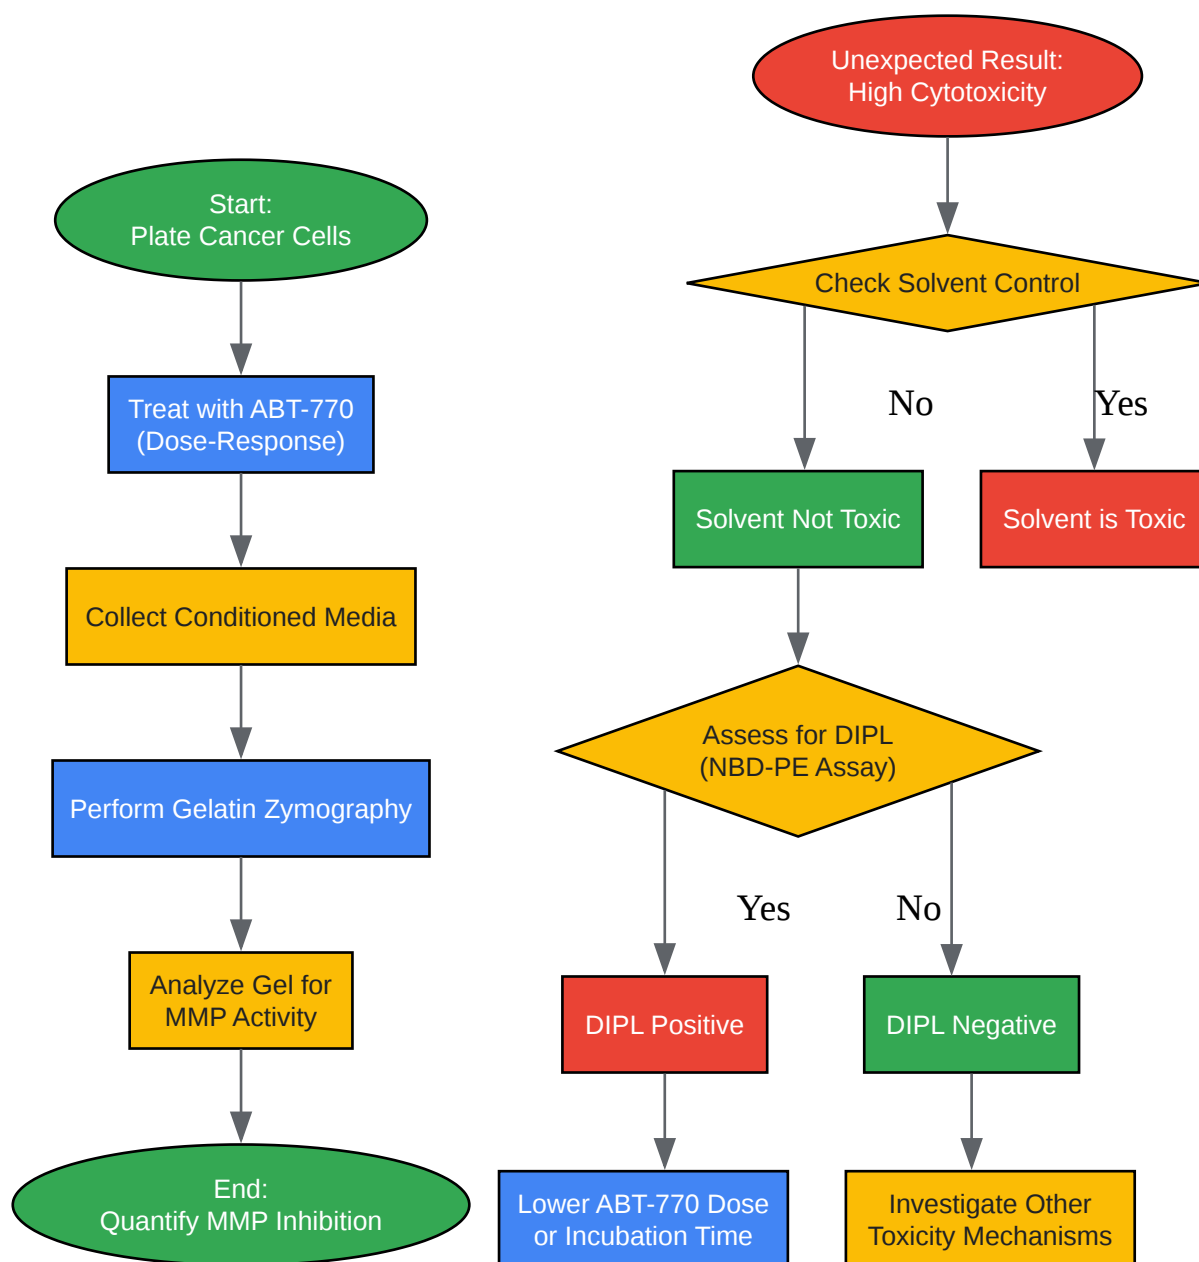 Start:
Plate Cancer Cells
Treat with ABT-770
(Dose-Response)
Collect Conditioned Media
Perform Gelatin Zymography
Analyze Gel for
MMP Activity
End:
Quantify MMP Inhibition
Unexpected Result:
High Cytotoxicity
Check Solvent Control
No
Yes
Solvent Not Toxic
Solvent is Toxic
Assess for DIPL
(NBD-PE Assay)
Yes
No
DIPL Positive
DIPL Negative
Lower ABT-770 Dose
or Incubation Time
Investigate Other
Toxicity Mechanisms